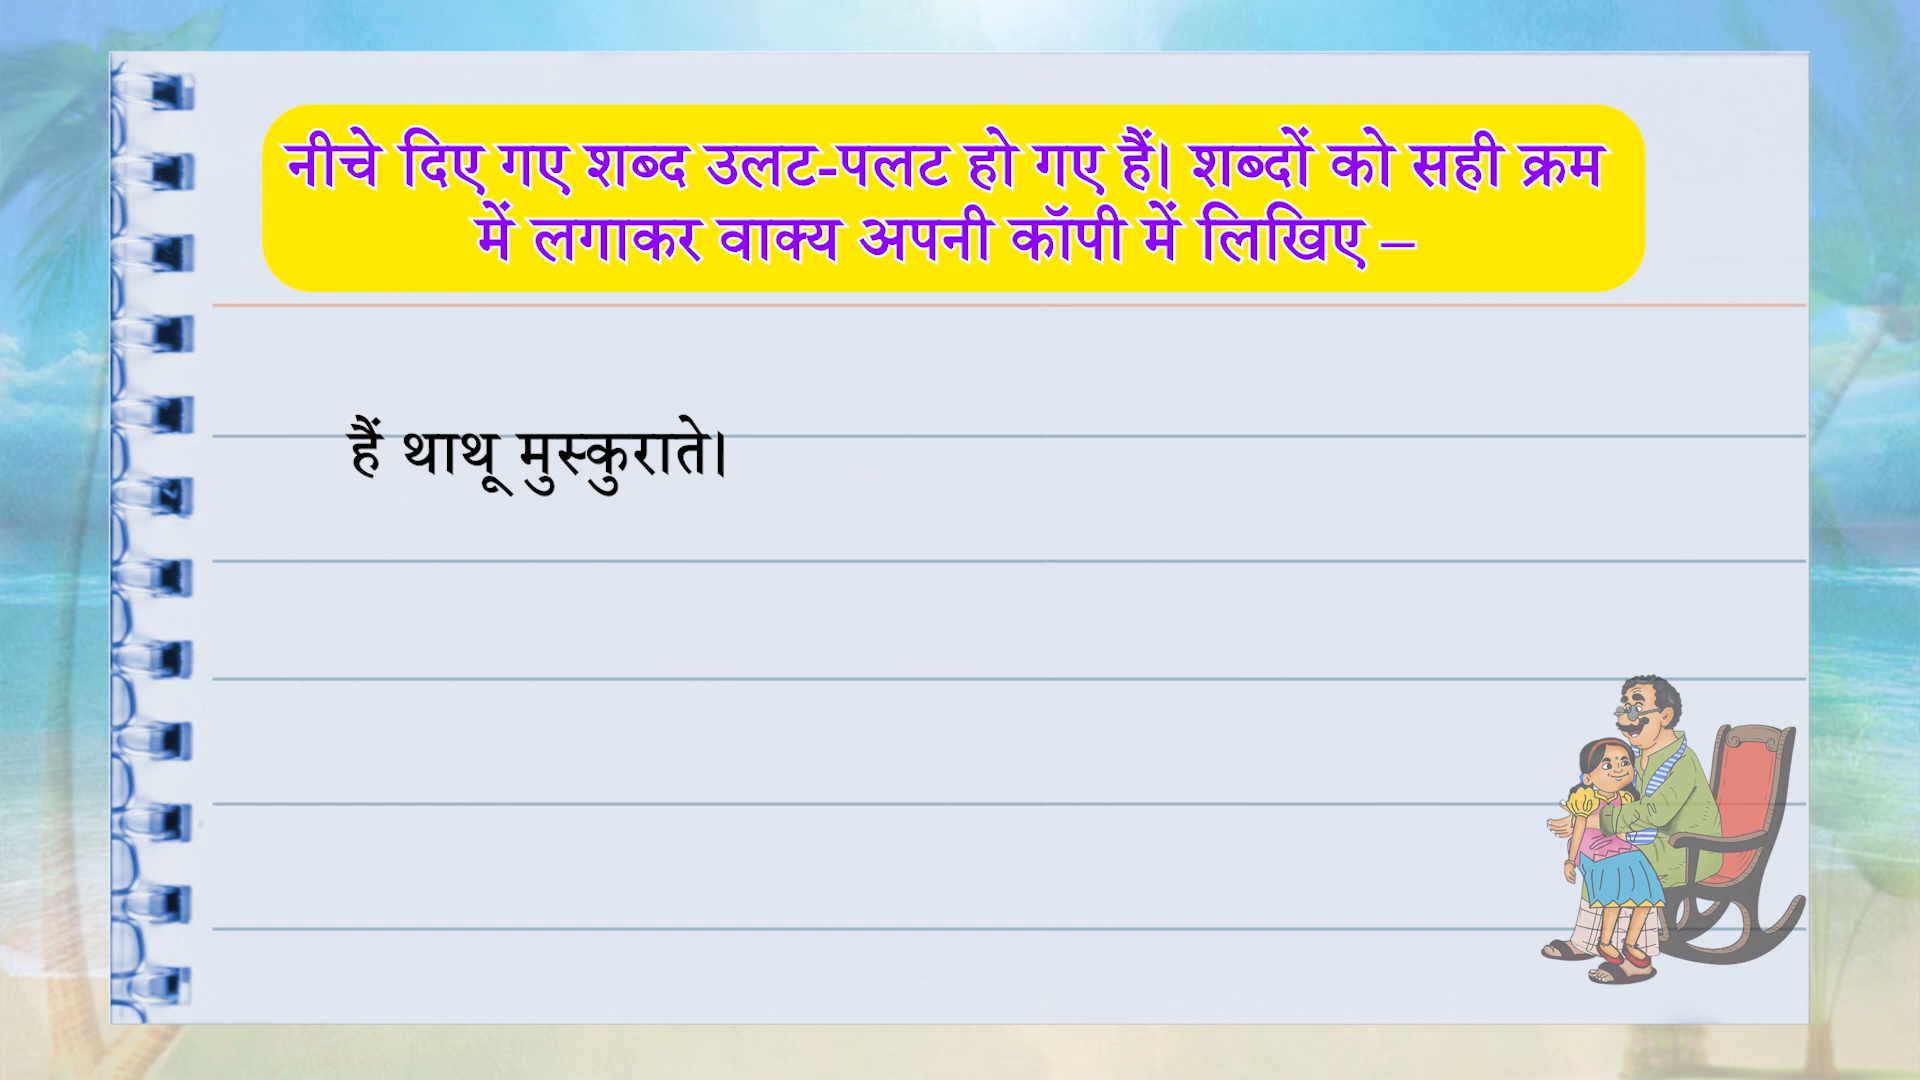 नीचे दिए गए शब्द उलट-पलट हो गए हैं। शब्दों को सही क्रम
में लगाकर वाक्य अपनी कॉपी में लिखिए –
हैं थाथू मुस्कुराते।